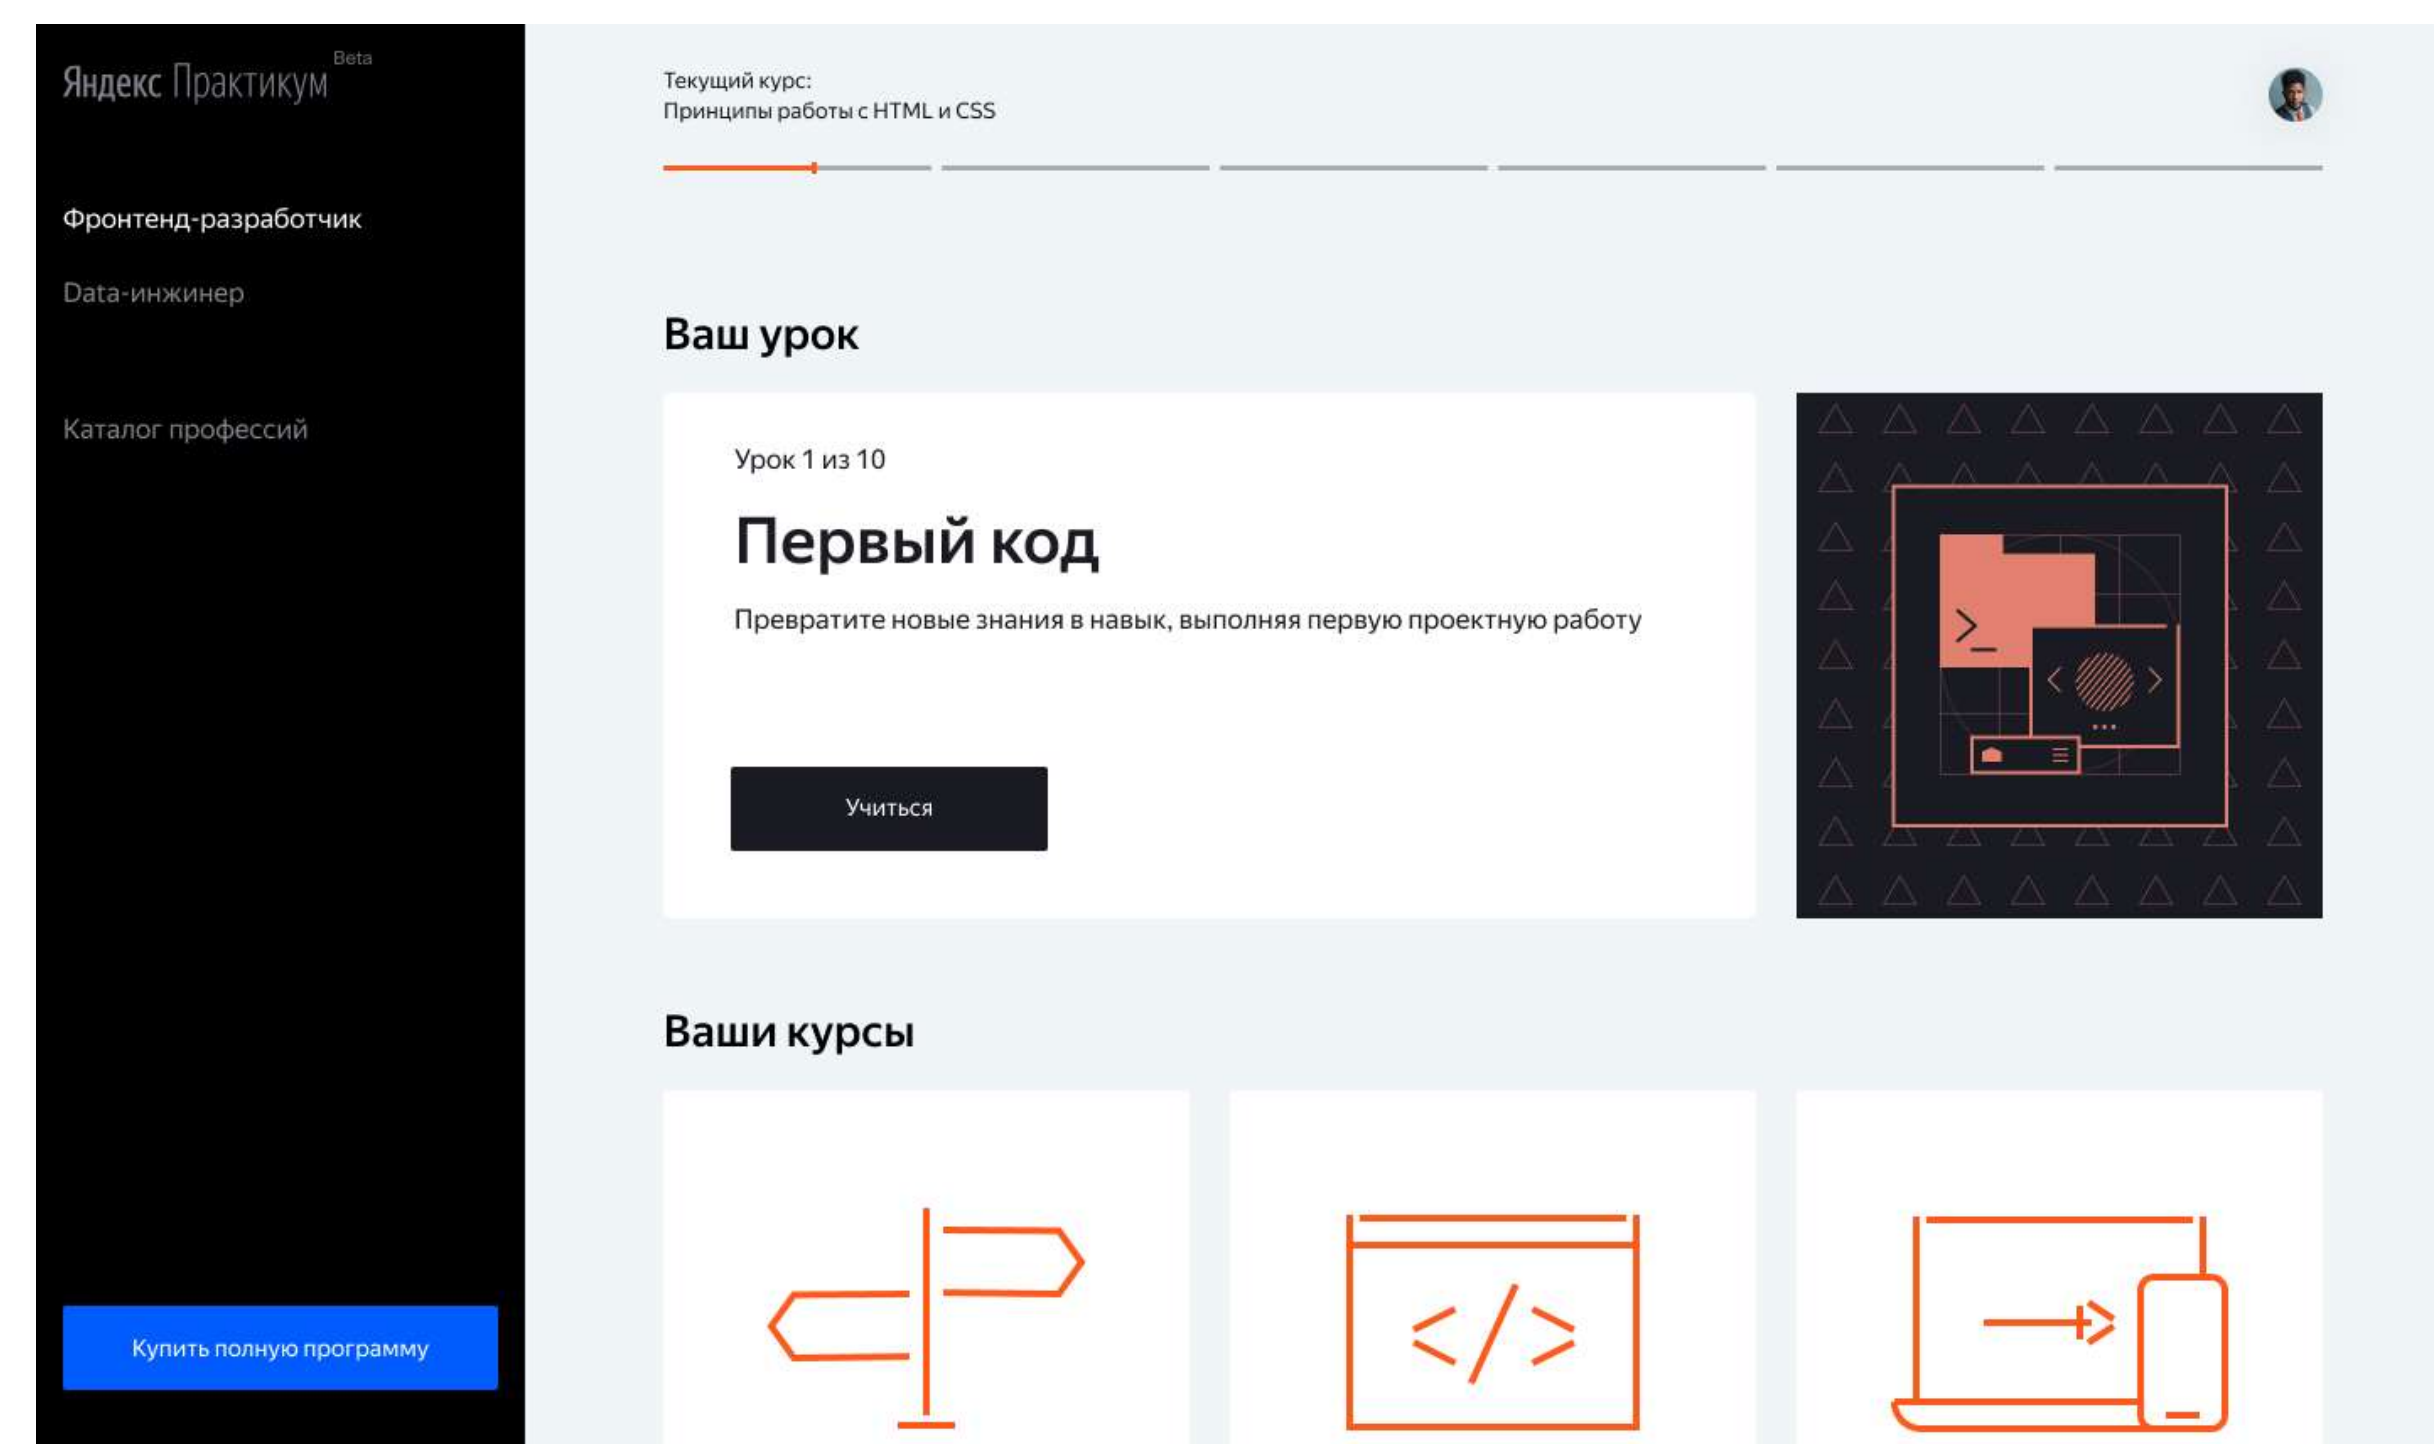 Яндекс Практикум Beta
Фронтенд-разработчик
Data-инжинер
Каталог профессий
Купить полную программу
Текущий курс:
Принципы работы с HTML и CSS
Ваш урок
Урок 1 из 10
Первый код
Превратите новые знания в навык, выполняя первую проектную работу
Учиться
Ваши курсы